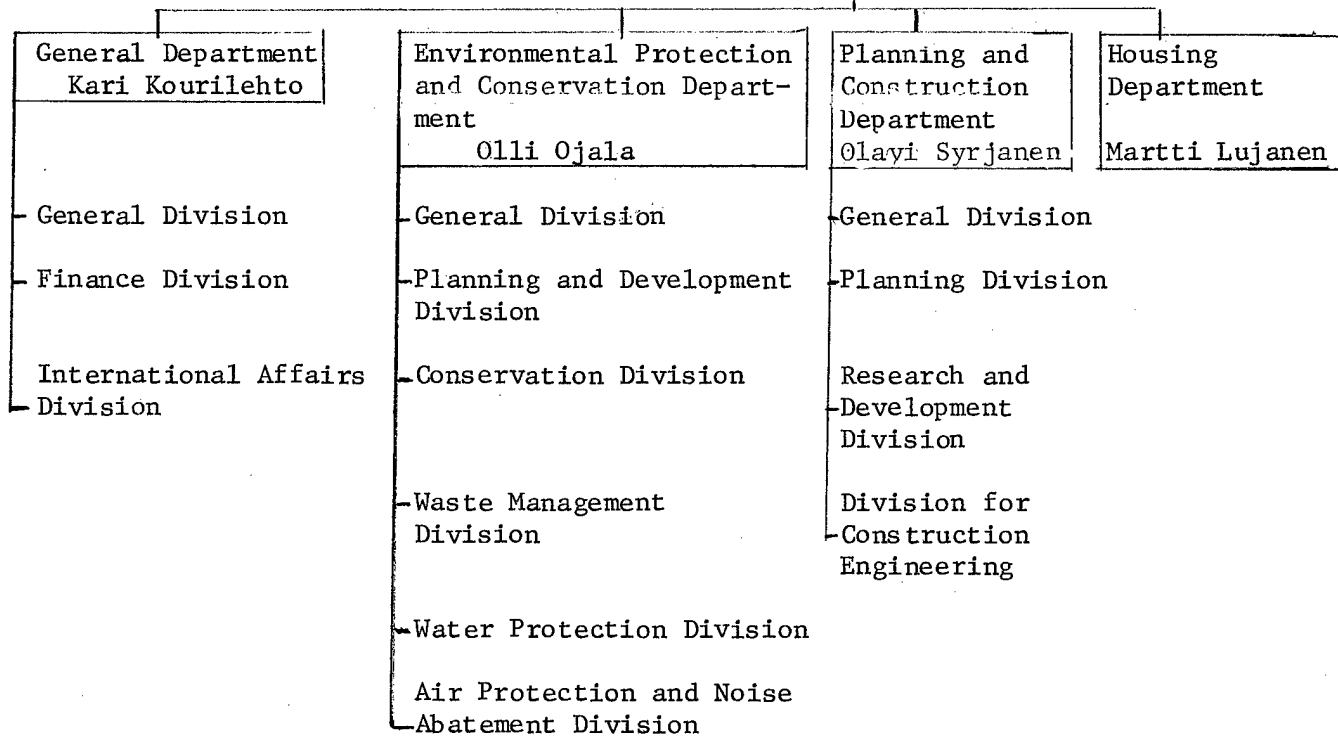 General Department
Kari Kourilehto
General Division
Finance Division
International Affairs
Division
Environmental Protection
and Conservation Depart-
ment
Olli Ojala
General Division
Planning and Development
Division
Conservation Division
Waste Management
Division
Water Protection Division
Air Protection and Noise
Abatement Division
Planning and
Construction
Department
Olayi Syrjanen
General Division
Planning Division
Research and
Development
Division
Division for
Construction
Engineering
Housing
Department
Martti Lujanen